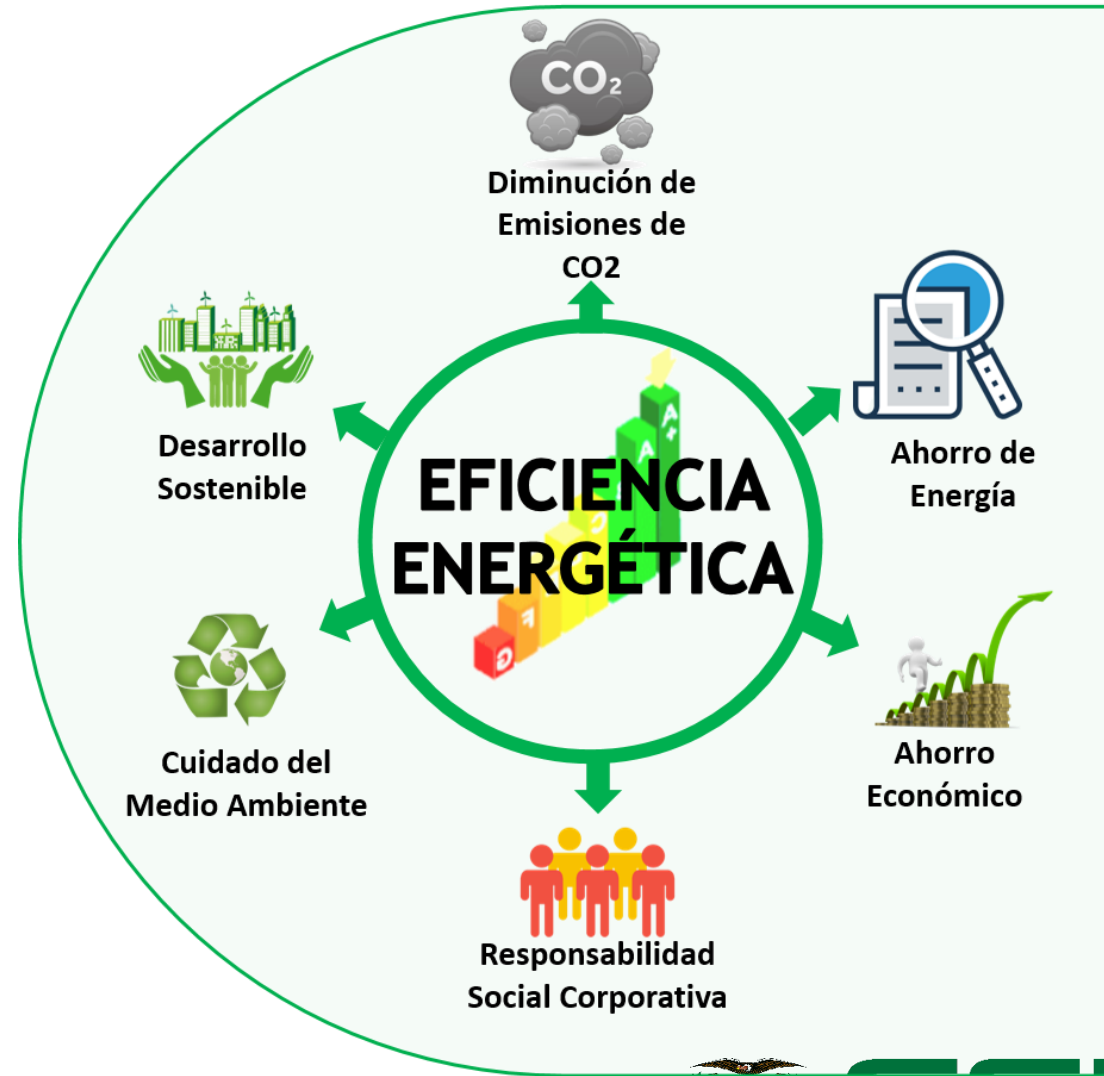 CO₂
Diminución de
Emisiones de
CO2
Desarrollo
Sostenible
Ahorro de
Energía
A+
A
EFICIENCIA
ENERGÉTICA
F
G
Cuidado del
Medio Ambiente
Ahorro
Económico
Responsabilidad
Social Corporativa